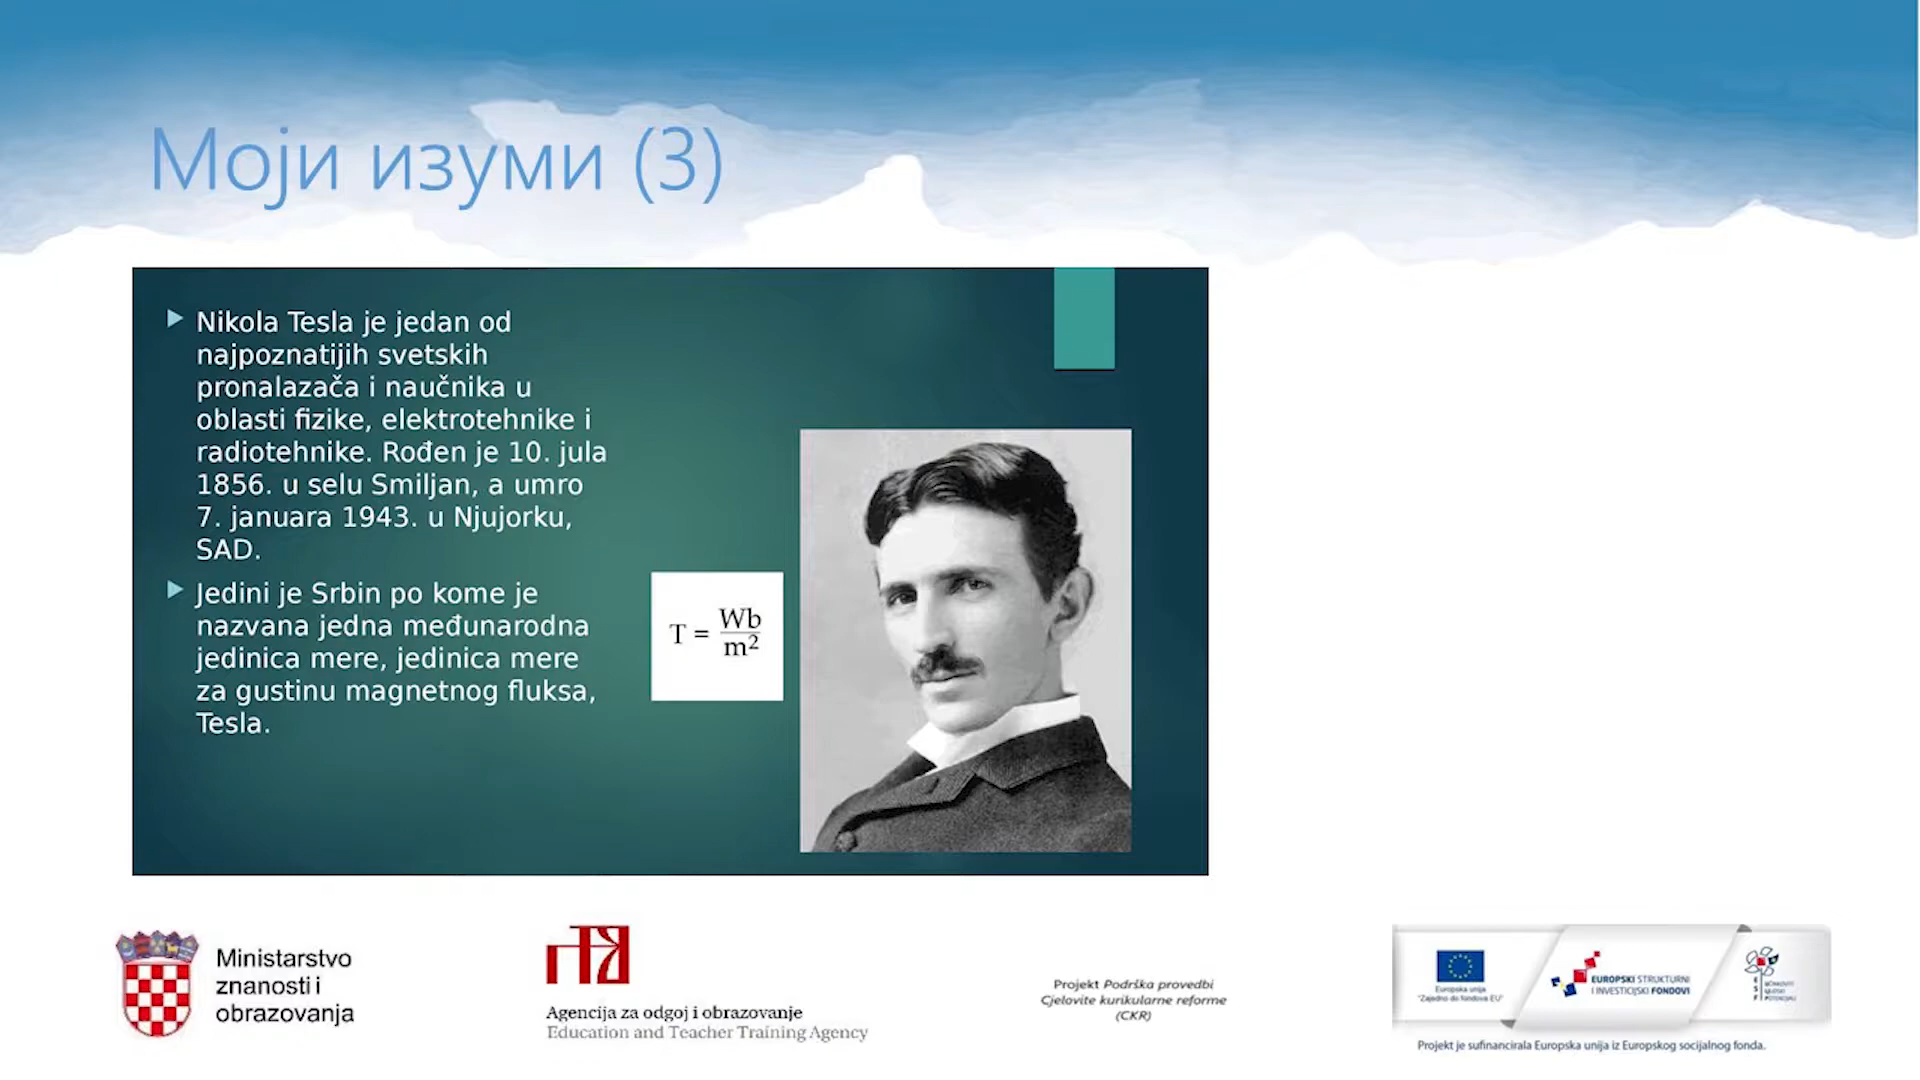 Моји изуми (3)
Nikola Tesla je jedan od
najpoznatijih svetskih
pronalazača i naučnika u
oblasti fizike, elektrotehnike i
radiotehnike. Rođen je 10. jula
1856. u selu Smiljan, a umro
7. januara 1943. u Njujorku,
SAD.
Jedini je Srbin po kome je
nazvana jedna međunarodna
jedinica mere, jedinica mere
za gustinu magnetnog fluksa,
Tesla.
T = Wb
m2
Ministarstvo
znanosti i
obrazovanja
Agencija za odgoj i obrazovanje
Education and Teacher Training Agency
Projekt Podrška provedbi
Cjelovite kurikularne reforme
(CKR)
Europska unija
"Zajedno do fondova EU"
EUROPSKI STRUKTURNI
I INVESTICIJSKI FONDOVI
Projekt je sufinancirala Europska unija iz Europskog socijalnog fonda.